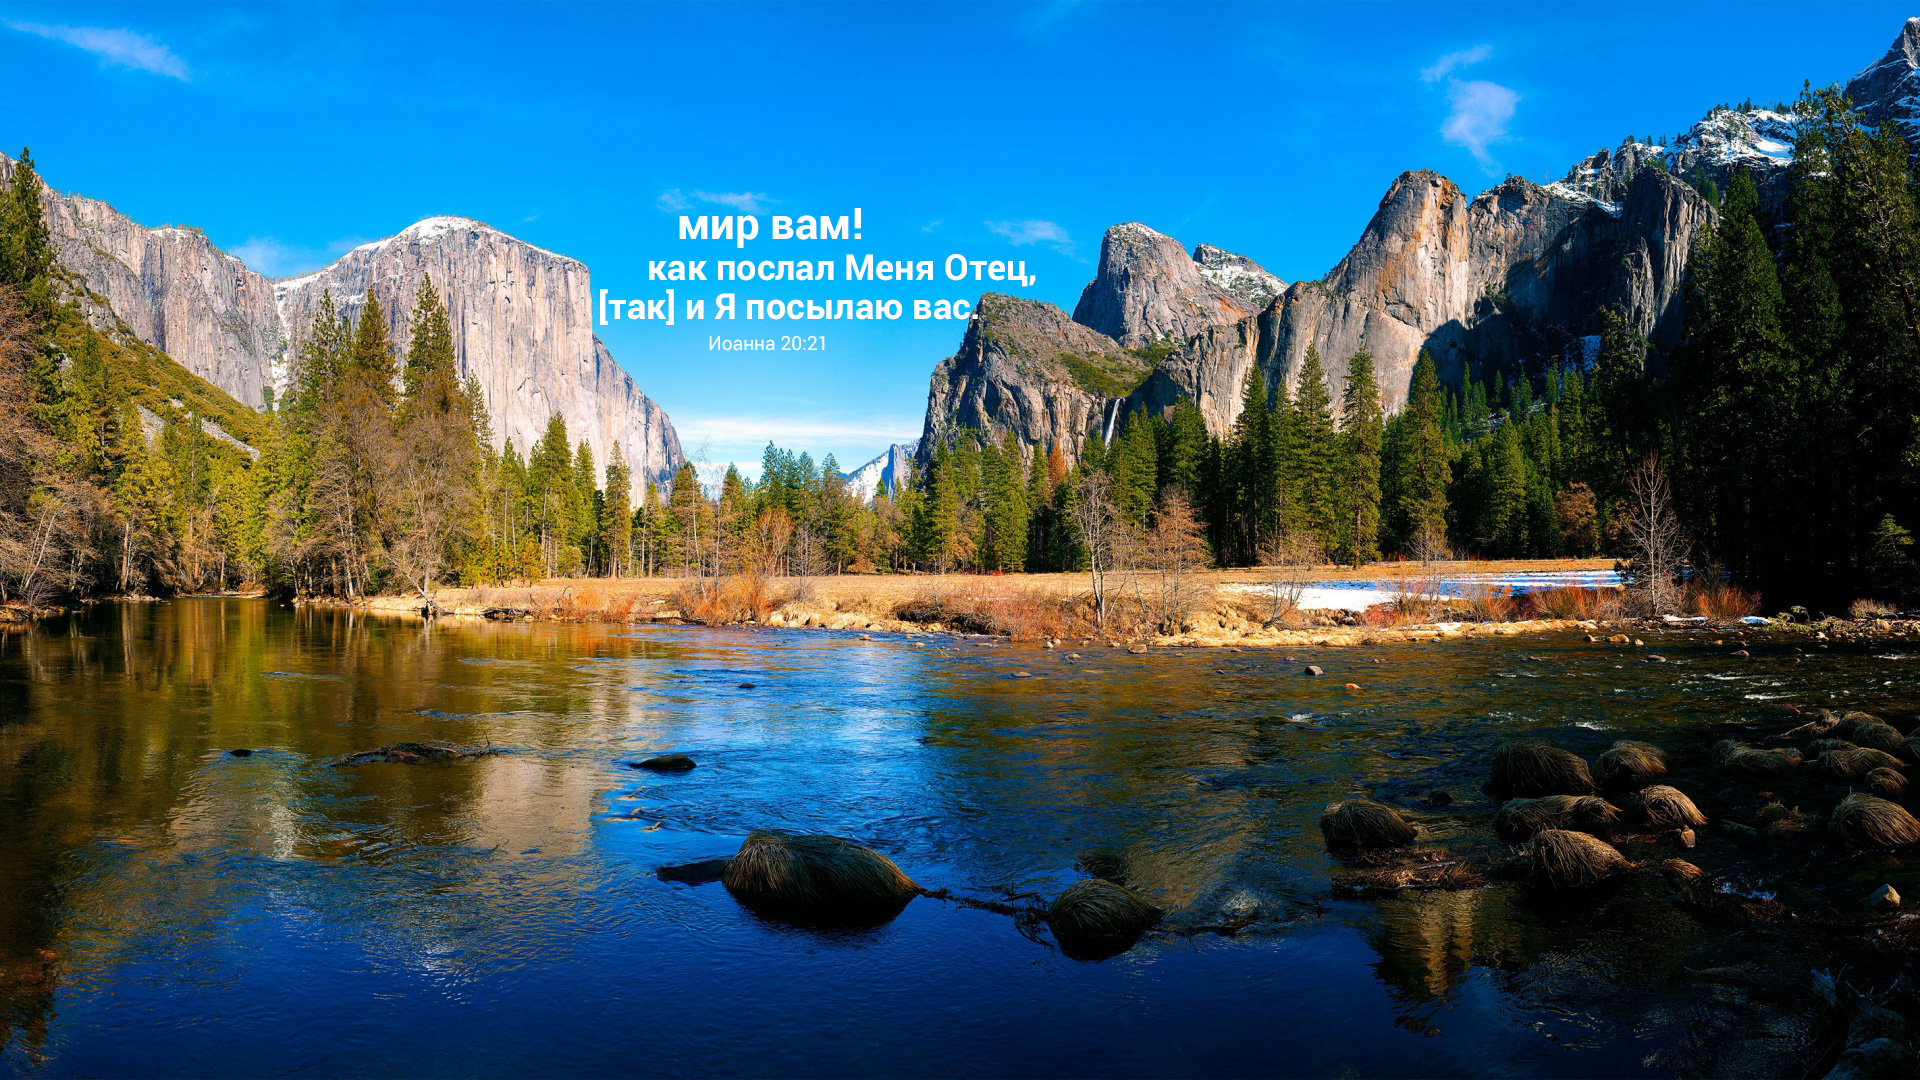 мир вам!
как послал Меня Отец,
[так] и Я посылаю вас.
Иоанна 20:21